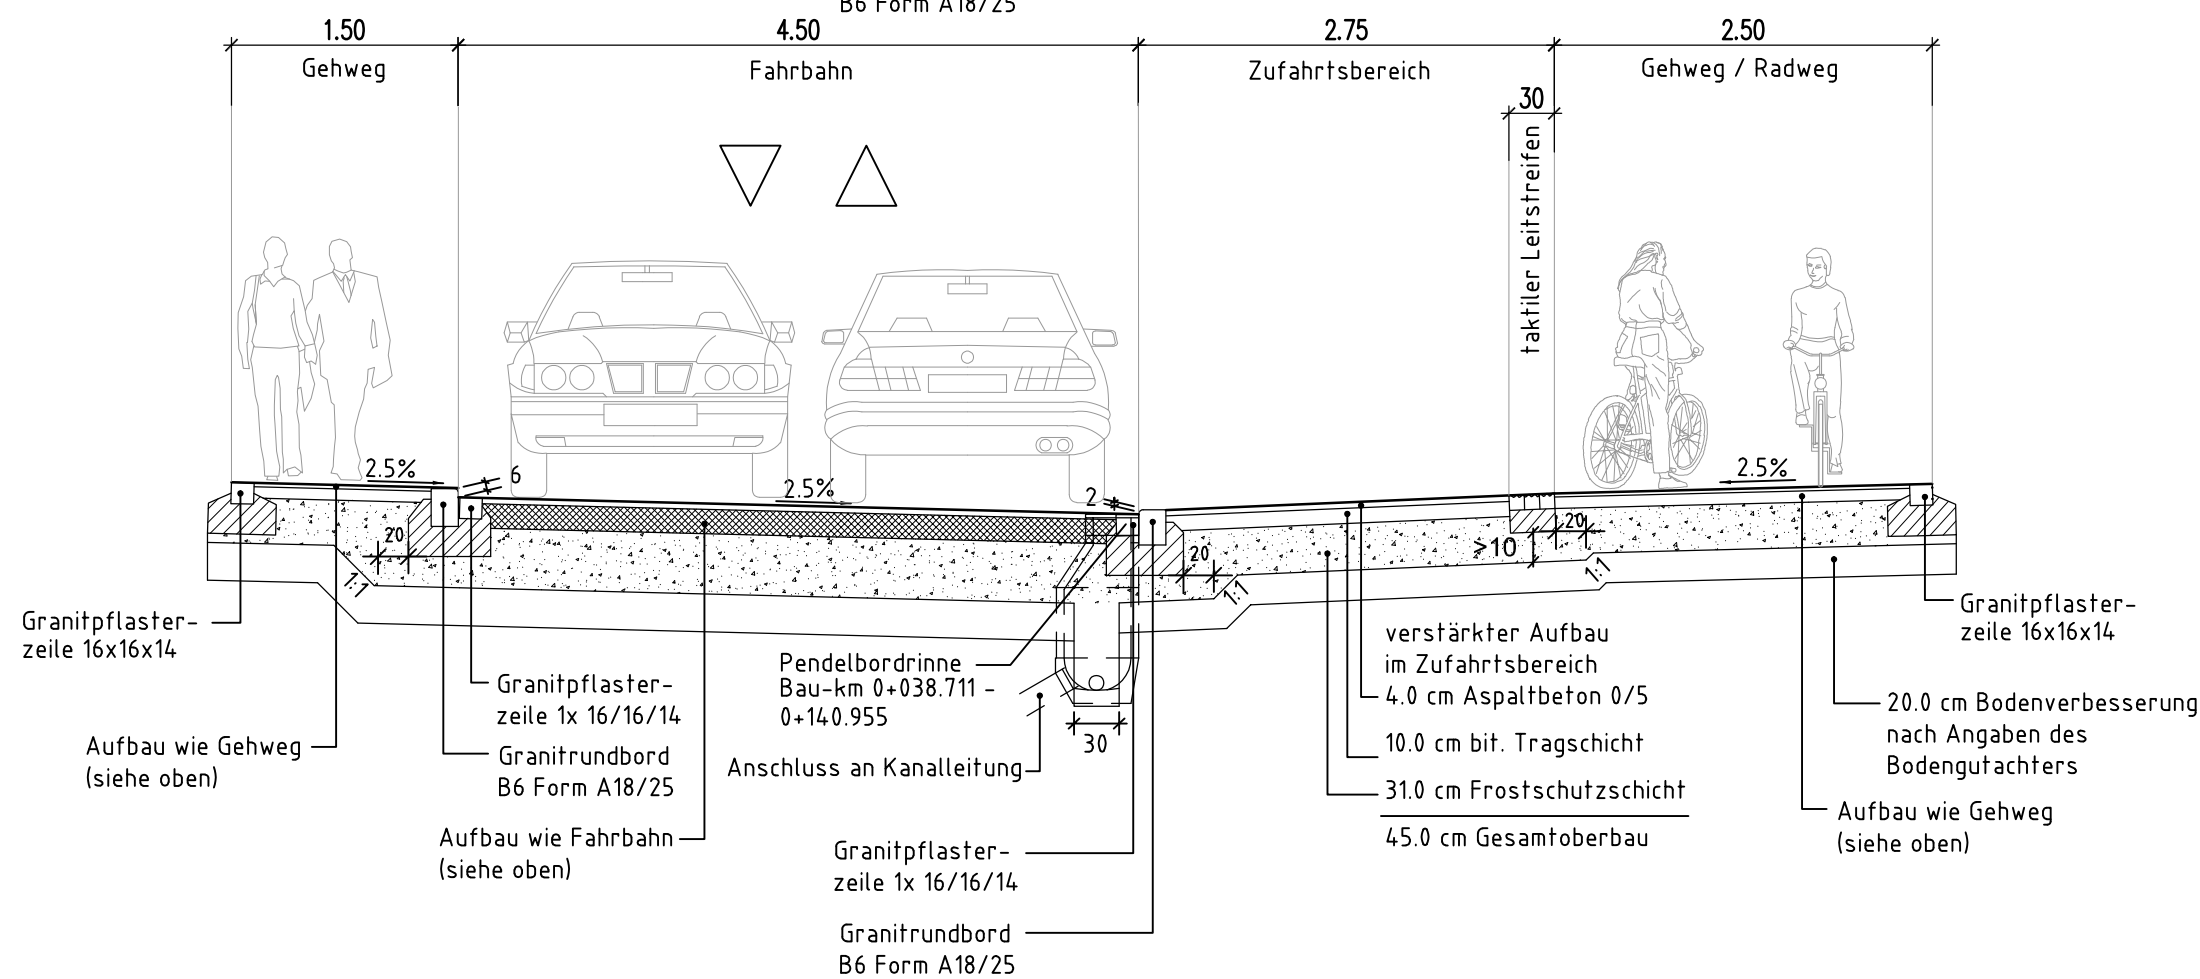 B6 Form A18/25
1.50
4.50
2.75
2.50
Gehweg
Fahrbahn
Zufahrtsbereich
Gehweg / Radweg
30
taktiler Leitstreifen
2.5%
6
2.5%
2
2.5%
20
20
20
>10
1:1
1:1
1:1
Granitpflaster-
zeile 16x16x14
Aufbau wie Gehweg
(siehe oben)
Granitpflaster-
zeile 1x 16/16/14
Granitrundbord
B6 Form A18/25
Aufbau wie Fahrbahn
(siehe oben)
Pendelbordrinne
Bau-km 0+038.711 -
0+140.955
30
Anschluss an Kanalleitung
Granitpflaster-
zeile 1x 16/16/14
Granitrundbord
B6 Form A18/25
verstärkter Aufbau
im Zufahrtsbereich
4.0 cm Aspaltbeton 0/5
10.0 cm bit. Tragschicht
31.0 cm Frostschutzschicht
45.0 cm Gesamtoberbau
Granitpflaster-
zeile 16x16x14
20.0 cm Bodenverbesserung
nach Angaben des
Bodengutachters
Aufbau wie Gehweg
(siehe oben)